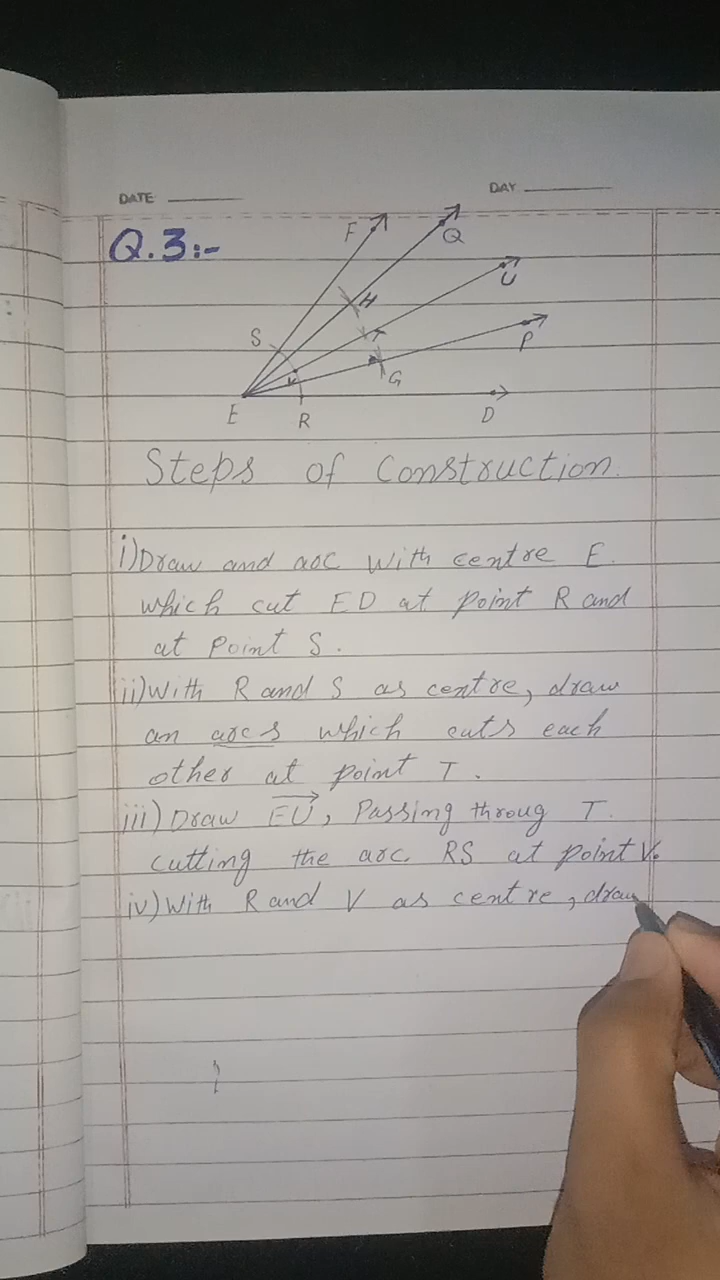 DATE
DAY
Q.3:-
F
Q
H
U
S
T
P
V
G
E
R
D
Steps of Construction.
i) Draw and arc with centre E.
which cut ED at point R and
at point S.
ii) With R and S as centre, draw
an arcs which cuts each
other at point T.
iii) Draw EU, Passing throug T.
cutting the arc RS at point V.
iv) With R and V as centre, draw